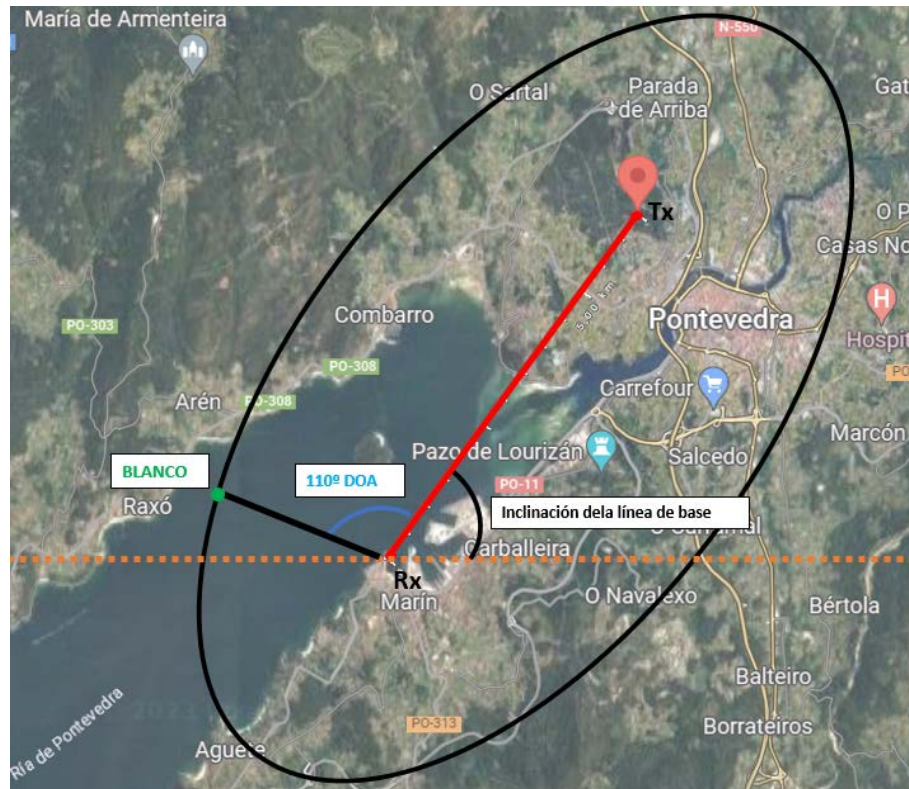 María de Armenteira
N-550
O Sartal
Parada
de Arriba
Gat
Tx
O P
Casas No
5,00 km
PO-303
Combarro
Pontevedra
H
Hospit
PO-308
PO
Carrefour
Arén
PO-308
Marcón
Pazo de Lourizán
Salcedo
BLANCO
110º DOA
PO-11
Raxó
Inclinación dela línea de base
Carballeira
Rx
Marín
O Navalexo
Bértola
Balteiro
PO-313
Borrateiros
Aguete
Ría de Pontevedra